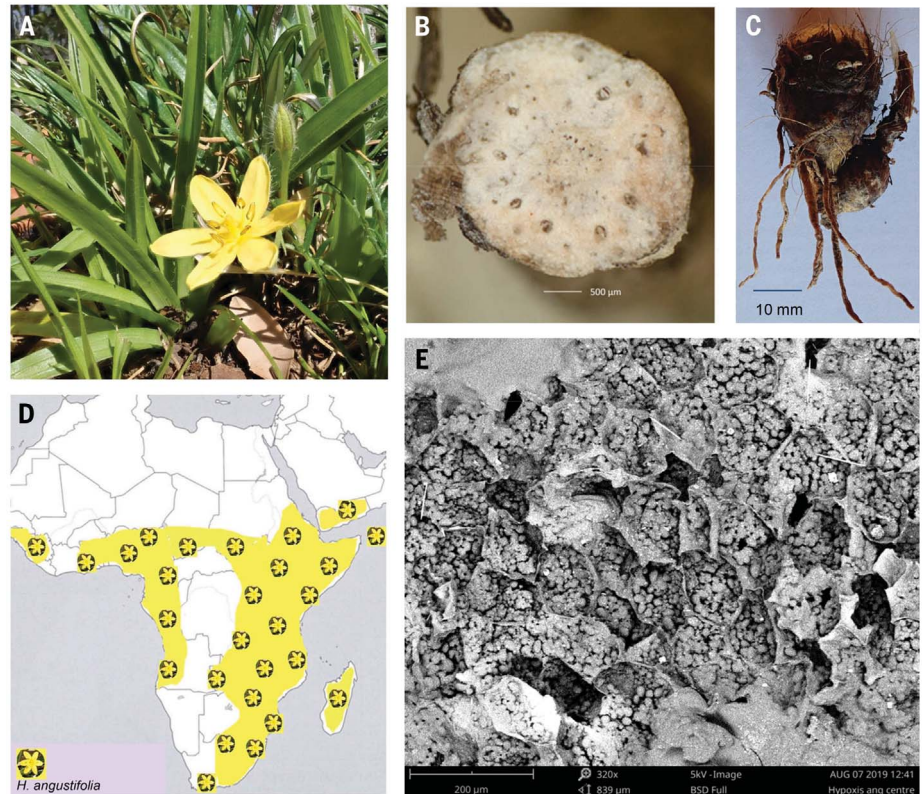 A
B
500 µm
C
10 mm
D
H. angustifolia
E
200 µm
320x
839 µm
5kV -Image
BSD Full
AUG 07 2019 12:41
Hypoxis ang centre